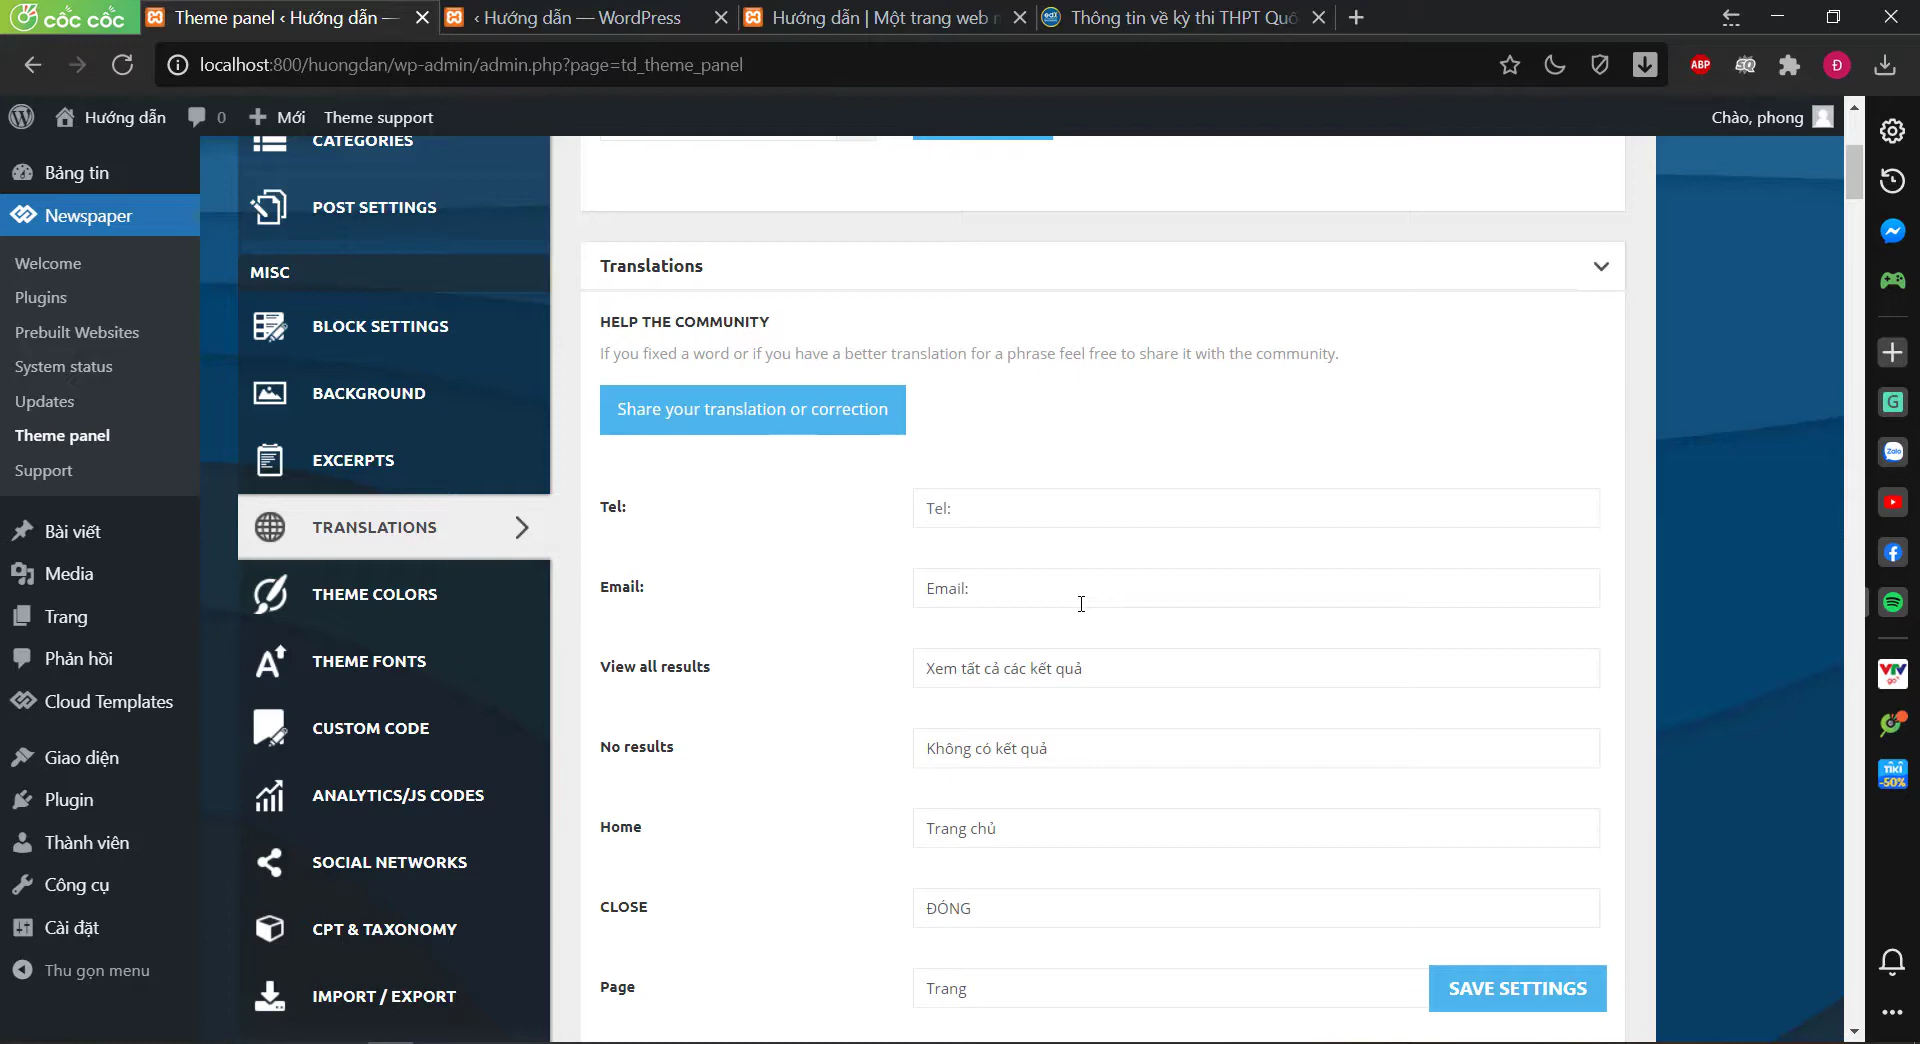 cốc cốc
Theme panel ‹ Hướng dẫn —
‹ Hướng dẫn — WordPress
Hướng dẫn | Một trang web n
Thông tin về kỳ thi THPT Quố
localhost:800/huongdan/wp-admin/admin.php?page=td_theme_panel
ABP
Đ
Hướng dẫn
0
Mới
Theme support
Chào, phong
Bảng tin
Newspaper
Welcome
Plugins
Prebuilt Websites
System status
Updates
Theme panel
Support
Bài viết
Media
Trang
Phản hồi
Cloud Templates
Giao diện
Plugin
Thành viên
Công cụ
Cài đặt
Thu gọn menu
CATEGORIES
POST SETTINGS
MISC
BLOCK SETTINGS
BACKGROUND
EXCERPTS
TRANSLATIONS
THEME COLORS
THEME FONTS
CUSTOM CODE
ANALYTICS/JS CODES
SOCIAL NETWORKS
CPT & TAXONOMY
IMPORT / EXPORT
Translations
HELP THE COMMUNITY
If you fixed a word or if you have a better translation for a phrase feel free to share it with the community.
Share your translation or correction
Tel:
Tel:
Email:
Email:
View all results
Xem tất cả các kết quả
No results
Không có kết quả
Home
Trang chủ
CLOSE
ĐÓNG
Page
Trang
SAVE SETTINGS
G
Zalo
VTV
go
TIKI
-50%